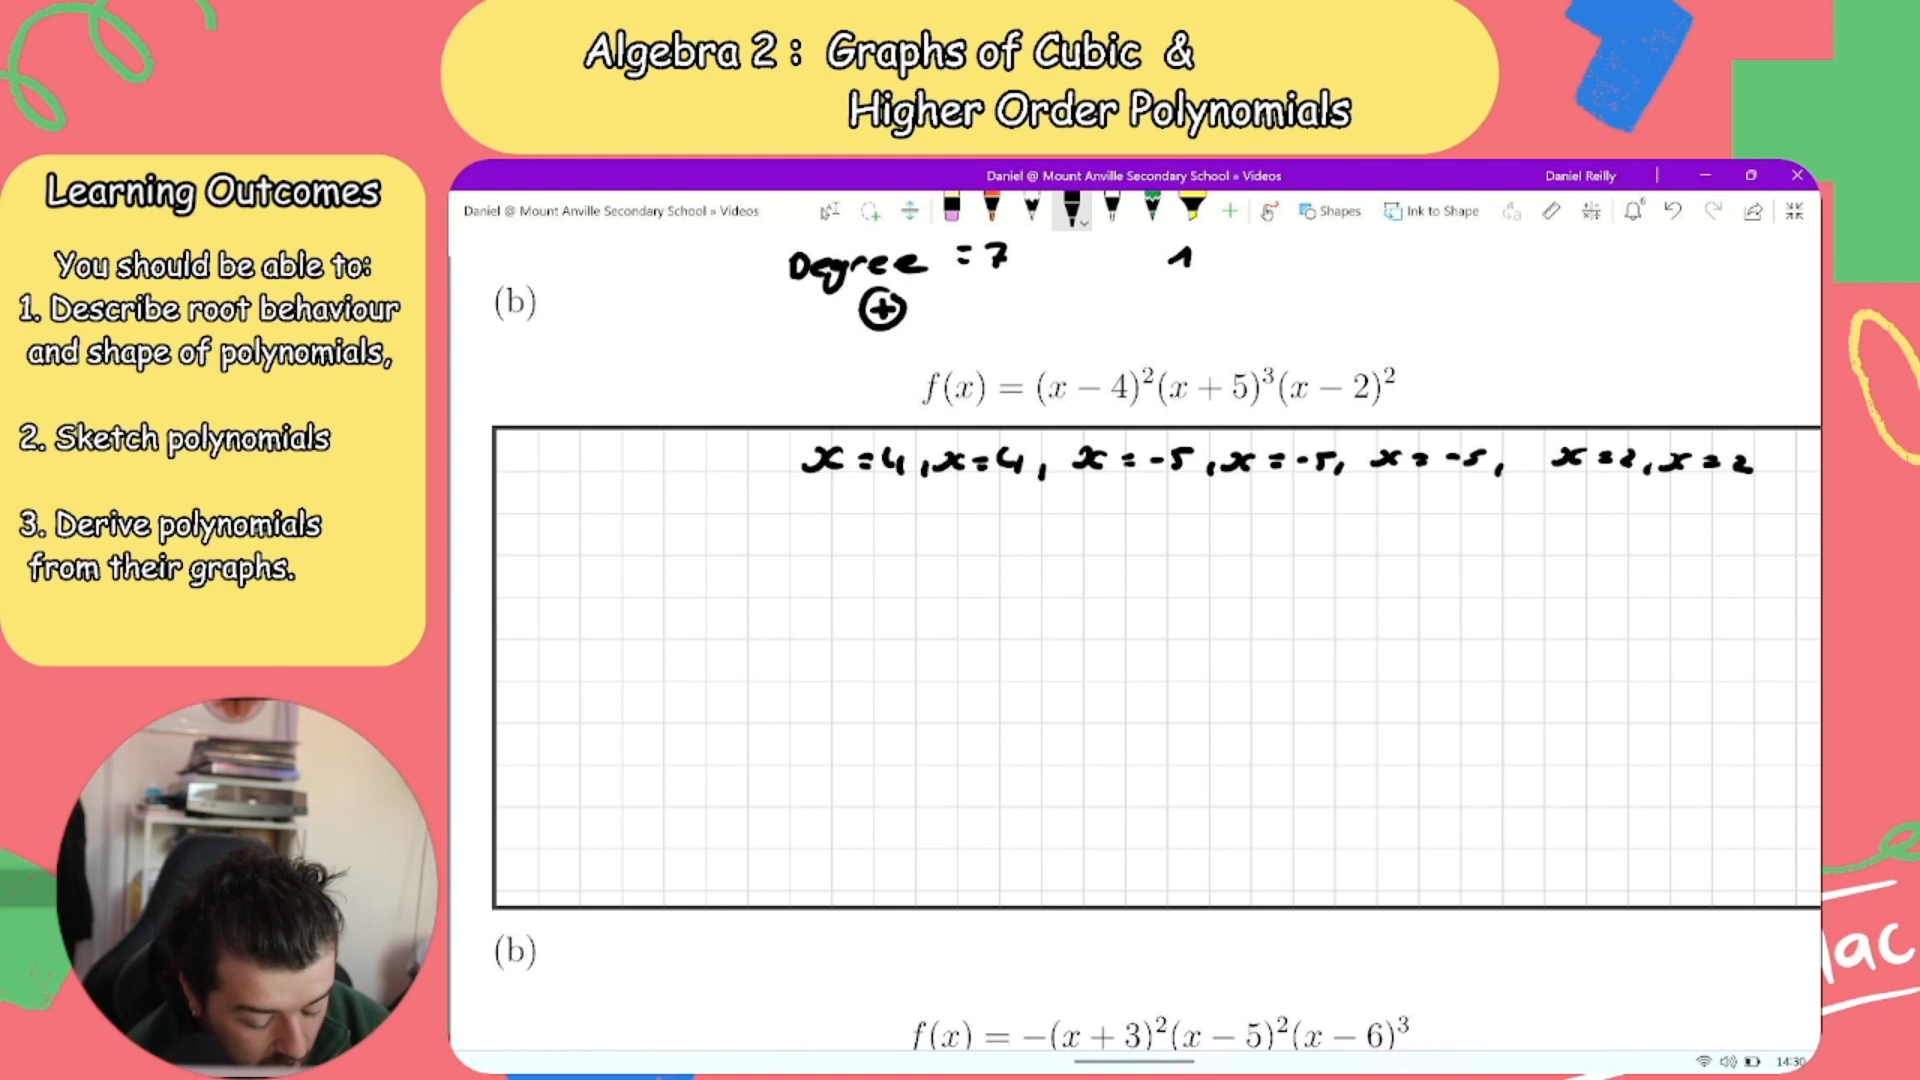 Algebra 2 : Graphs of Cubic &
Higher Order Polynomials
Learning Outcomes
You should be able to:
1. Describe root behaviour
and shape of polynomials,
2. Sketch polynomials
3. Derive polynomials
from their graphs.
Daniel @ Mount Anville Secondary School » Videos
Daniel Reilly
Daniel @ Mount Anville Secondary School » Videos
Shapes
Ink to Shape
6
Degree = 7
+
(b)
f(x) = (x − 4)²(x + 5)³(x − 2)²
x = 4, x = 4, x = -5, x = -5, x = -5, x = 2, x = 2
(b)
f(x) = −(x + 3)²(x − 5)²(x − 6)³
14:30